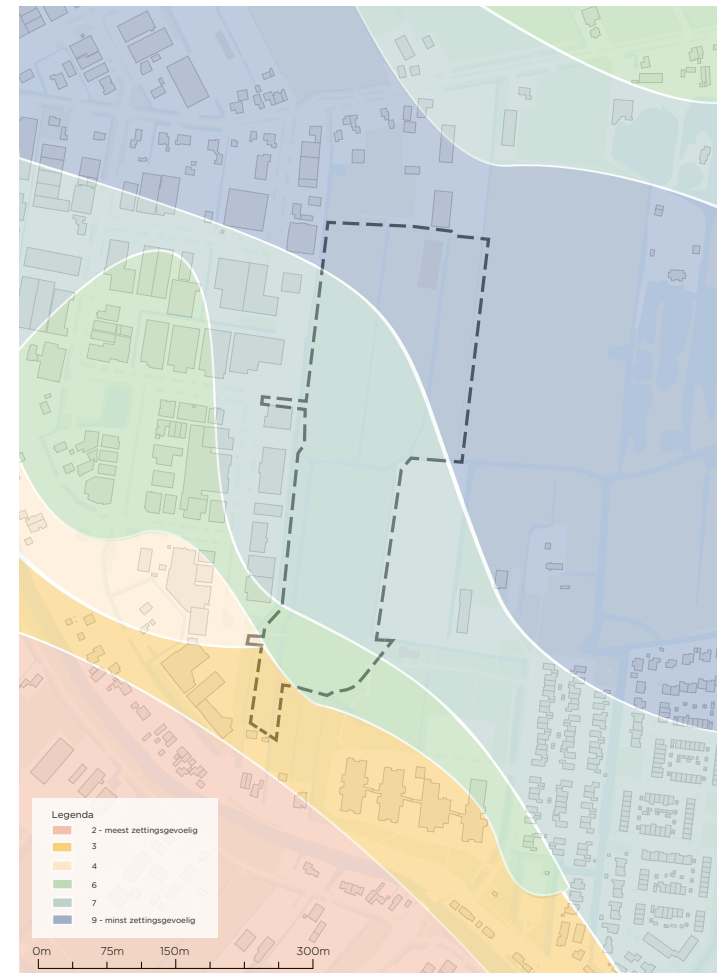 Legenda
2 - meest zettingsgevoelig
3
4
6
7
9 - minst zettingsgevoelig
0m 75m 150m 300m